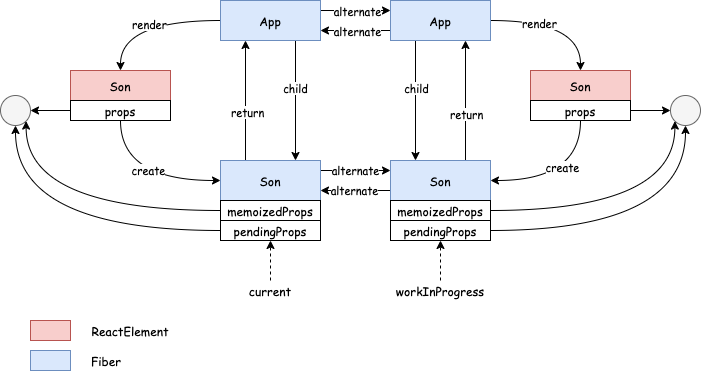 App
alternate
App
alternate
render
render
Son
child
child
Son
props
return
return
props
create
alternate
create
Son
alternate
Son
memoizedProps
memoizedProps
pendingProps
pendingProps
current
workInProgress
ReactElement
Fiber